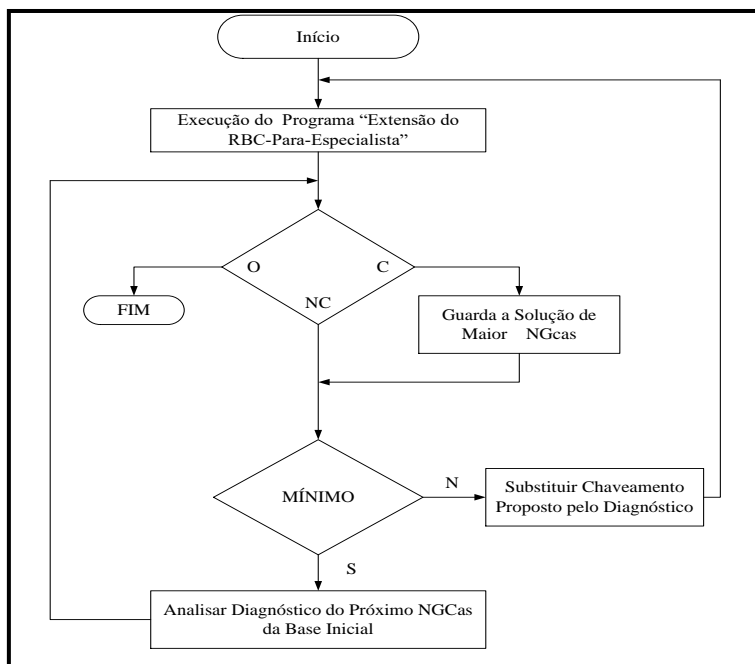 Início
Execução do Programa “Extensão do
RBC-Para-Especialista”
O
C
NC
FIM
Guarda a Solução de
Maior NGcas
MÍNIMO
N
Substituir Chaveamento
Proposto pelo Diagnóstico
S
Analisar Diagnóstico do Próximo NGCas
da Base Inicial